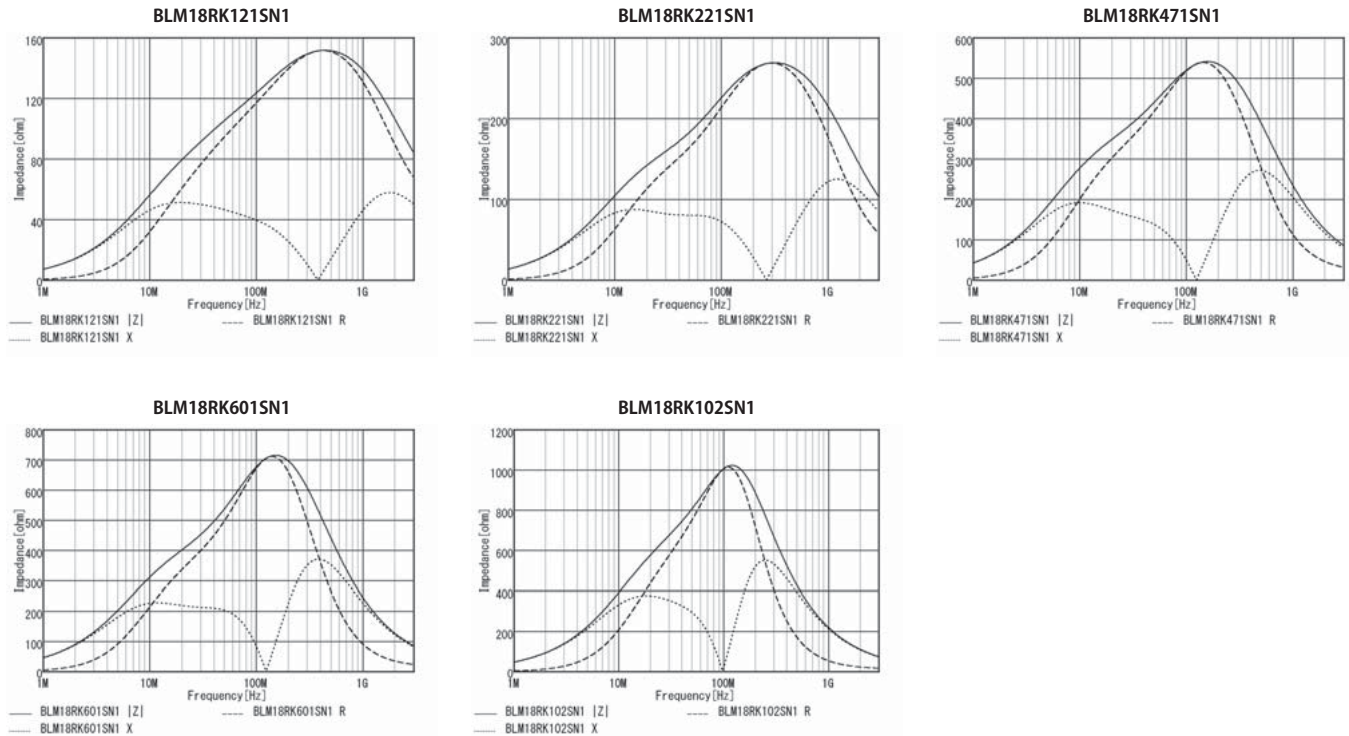 BLM18RK121SN1
160
120
80
40
0
Impedance[ohm]
1M 10M 100M 1G
Frequency[Hz]
BLM18RK121SN1 |Z| BLM18RK121SN1 R
BLM18RK121SN1 X
BLM18RK221SN1
300
200
100
0
Impedance[ohm]
1M 10M 100M 1G
Frequency[Hz]
BLM18RK221SN1 |Z| BLM18RK221SN1 R
BLM18RK221SN1 X
BLM18RK471SN1
600
500
400
300
200
100
0
Impedance[ohm]
1M 10M 100M 1G
Frequency[Hz]
BLM18RK471SN1 |Z| BLM18RK471SN1 R
BLM18RK471SN1 X
BLM18RK601SN1
800
700
600
500
400
300
200
100
0
Impedance[ohm]
1M 10M 100M 1G
Frequency[Hz]
BLM18RK601SN1 |Z| BLM18RK601SN1 R
BLM18RK601SN1 X
BLM18RK102SN1
1200
1000
800
600
400
200
0
Impedance[ohm]
1M 10M 100M 1G
Frequency[Hz]
BLM18RK102SN1 |Z| BLM18RK102SN1 R
BLM18RK102SN1 X